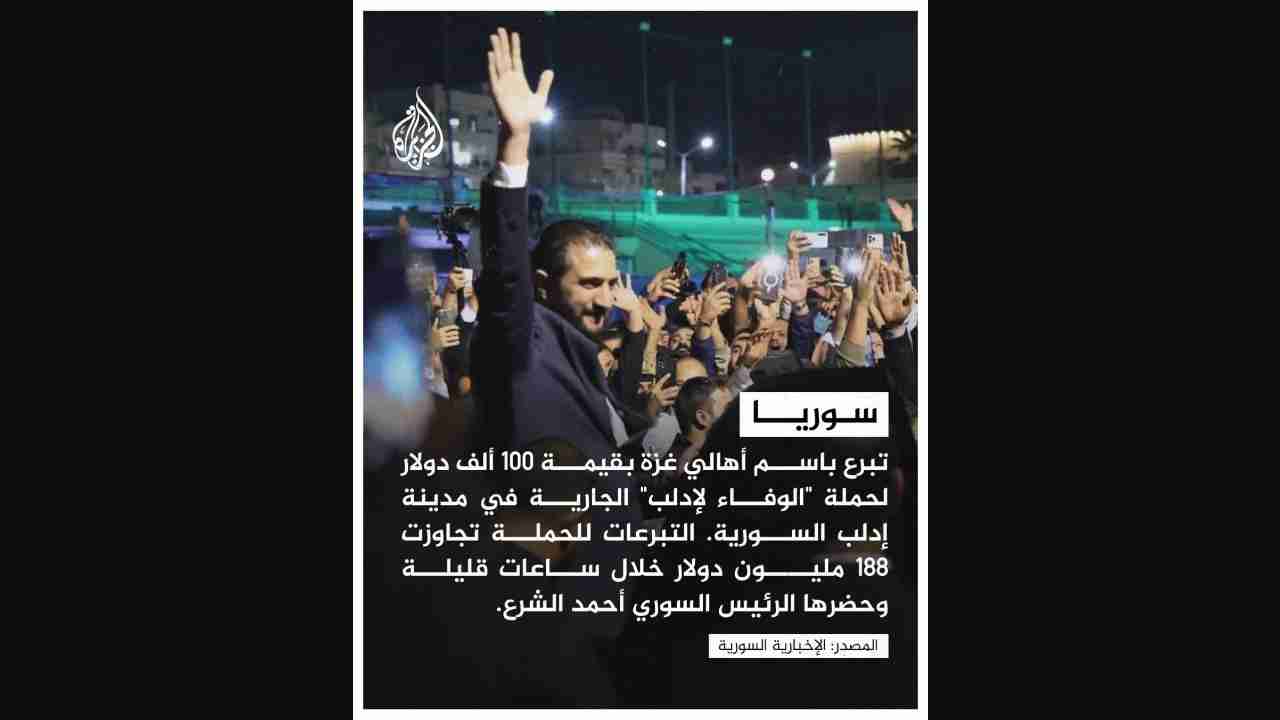 الجزيرة
سوريا
تبرع باسم أهالي غزة بقيمة 100 ألف دولار
لحملة "الوفاء لإدلب" الجارية في مدينة
إدلب السورية. التبرعات للحملة تجاوزت
188 مليون دولار خلال ساعات قليلة
وحضرها الرئيس السوري أحمد الشرع.
المصدر: الإخبارية السورية